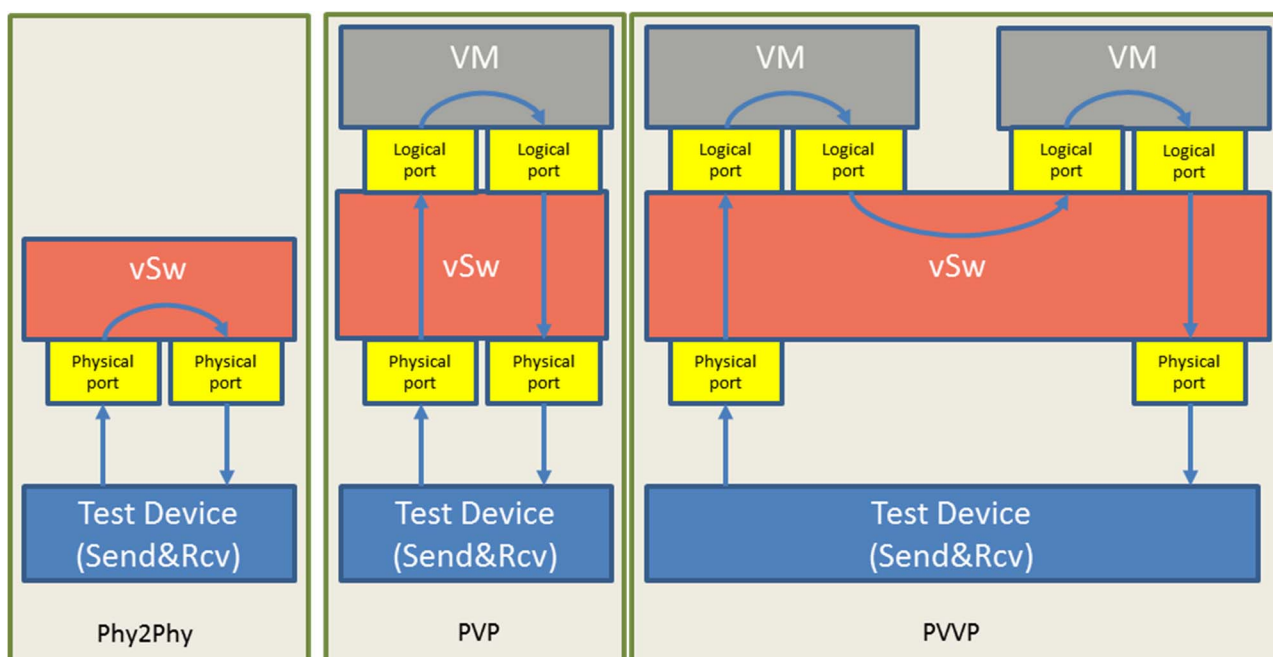 vSw
Physical
port
Physical
port
Test Device
(Send&Rcv)
Phy2Phy
VM
Logical
port
Logical
port
vSw
Physical
port
Physical
port
Test Device
(Send&Rcv)
PVP
VM
VM
Logical
port
Logical
port
Logical
port
Logical
port
vSw
Physical
port
Physical
port
Test Device
(Send&Rcv)
PVVP